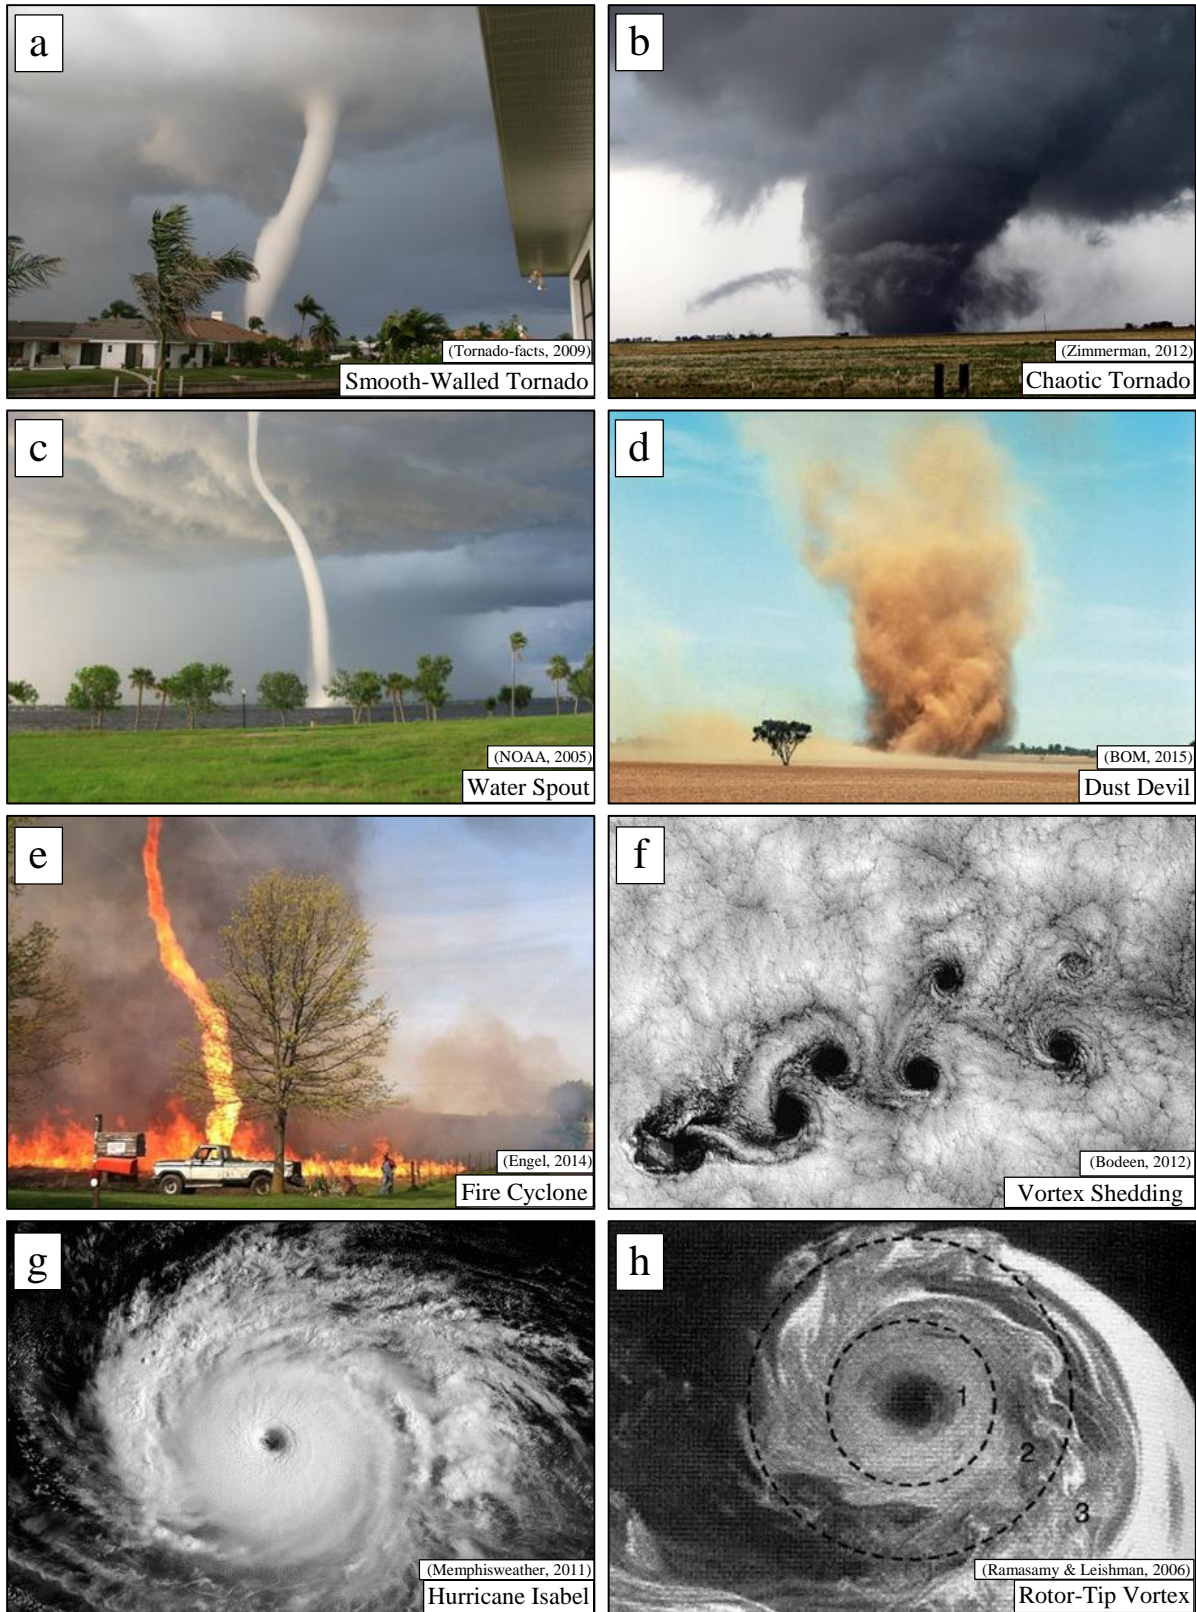 a
(Tornado-facts, 2009)
Smooth-Walled Tornado
b
(Zimmerman, 2012)
Chaotic Tornado
c
(NOAA, 2005)
Water Spout
d
(BOM, 2015)
Dust Devil
e
(Engel, 2014)
Fire Cyclone
f
(Bodeen, 2012)
Vortex Shedding
g
(Memphisweather, 2011)
Hurricane Isabel
h
1
2
3
(Ramasamy & Leishman, 2006)
Rotor-Tip Vortex